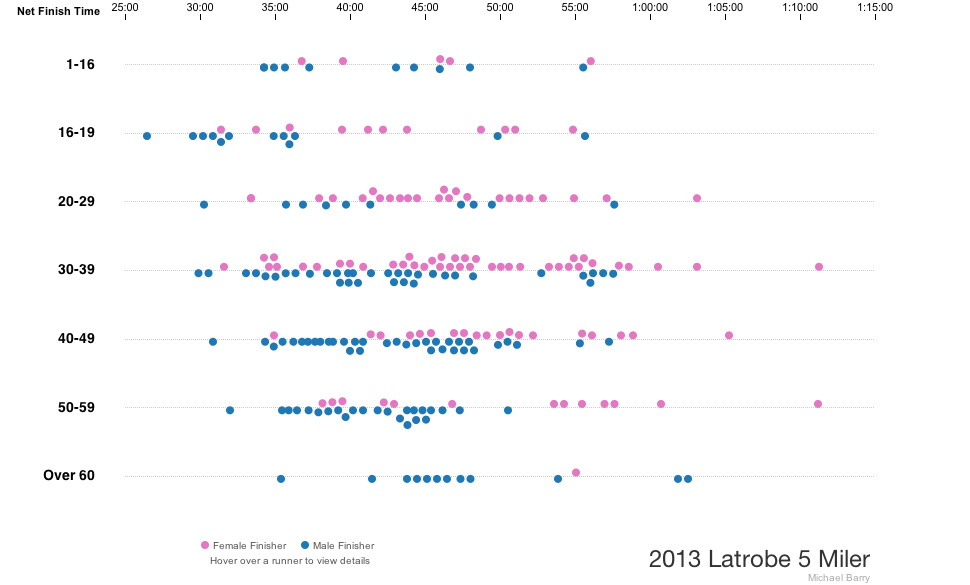 Net Finish Time 25:00 30:00 35:00 40:00 45:00 50:00 55:00 1:00:00 1:05:00 1:10:00 1:15:00
1-16
16-19
20-29
30-39
40-49
50-59
Over 60
Female Finisher Male Finisher
Hover over a runner to view details
2013 Latrobe 5 Miler
Michael Barry